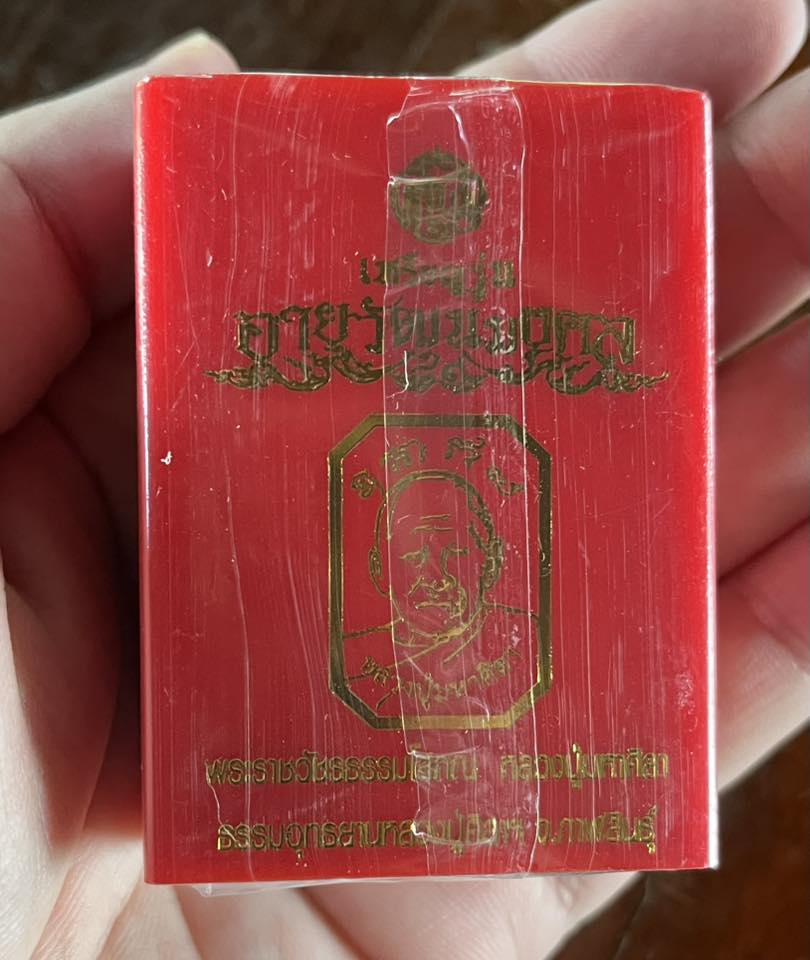 เหรียญรุ่น
อายุวัฒนมงคล
หลวงปู่มหาศิลา
พระราชวัชรธรรมโสภณ หลวงปู่มหาศิลา
ธรรมอุทยานหลวงปู่ศิลาฯ จ.กาฬสินธุ์